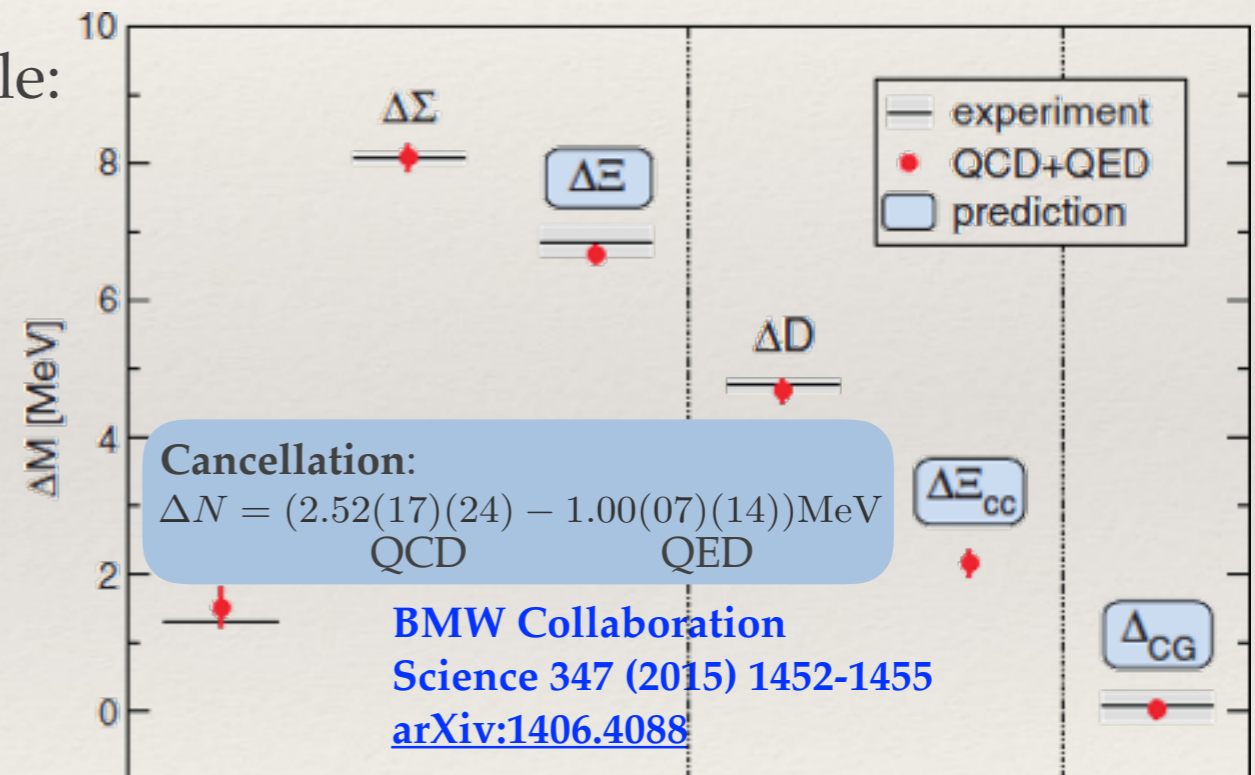 le:
10
8
6
4
2
0
ΔM [MeV]
ΔΣ
ΔΞ
experiment
QCD+QED
prediction
ΔD
Cancellation:
ΔN = (2.52(17)(24) − 1.00(07)(14))MeV
QCD QED
ΔΞcc
ΔCG
BMW Collaboration
Science 347 (2015) 1452-1455
arXiv:1406.4088